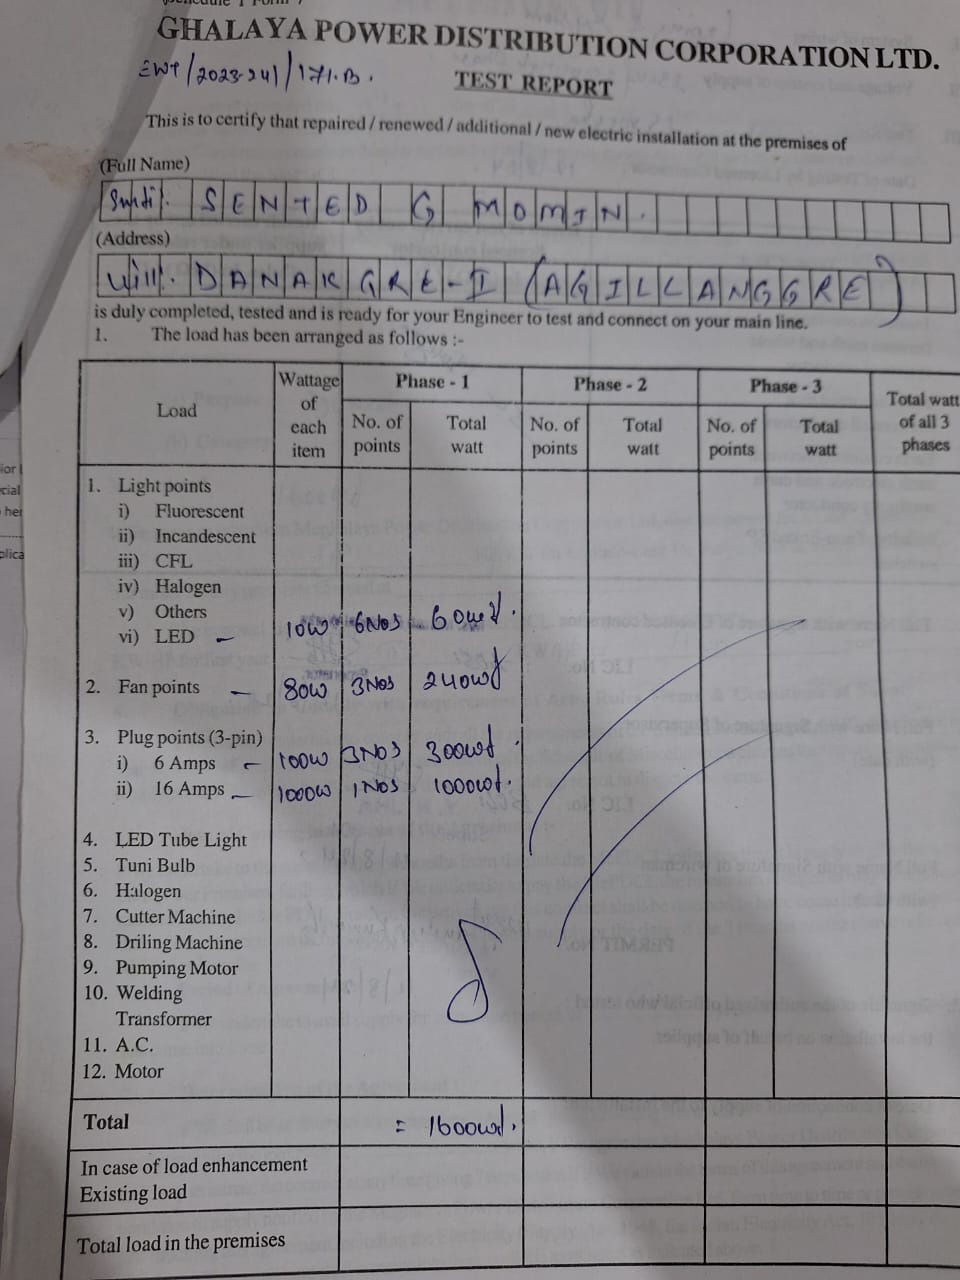 GHALAYA POWER DISTRIBUTION CORPORATION LTD.
EWT/2023-24/171.B.
TEST REPORT
This is to certify that repaired / renewed / additional / new electric installation at the premises of
(Full Name)
Smti. SENTED G MOMIN.
(Address)
Vill. DANAKGRE-I (AGILLANGGRE)
is duly completed, tested and is ready for your Engineer to test and connect on your main line.
1. The load has been arranged as follows :-
Load
Wattage of each item
Phase - 1
Phase - 2
Phase - 3
Total watt of all 3 phases
No. of points
Total watt
No. of points
Total watt
No. of points
Total watt
1. Light points
i) Fluorescent
ii) Incandescent
iii) CFL
iv) Halogen
v) Others
vi) LED – 10W 6NOS 60wt.
2. Fan points – 80W 3NOS 240wt
3. Plug points (3-pin)
i) 6 Amps – 100W 3NOS 300wt.
ii) 16 Amps – 1000W 1NOS 1000wt.
4. LED Tube Light
5. Tuni Bulb
6. Halogen
7. Cutter Machine
8. Driling Machine
9. Pumping Motor
10. Welding
Transformer
11. A.C.
12. Motor
Total = 1600wt.
In case of load enhancement
Existing load
Total load in the premises